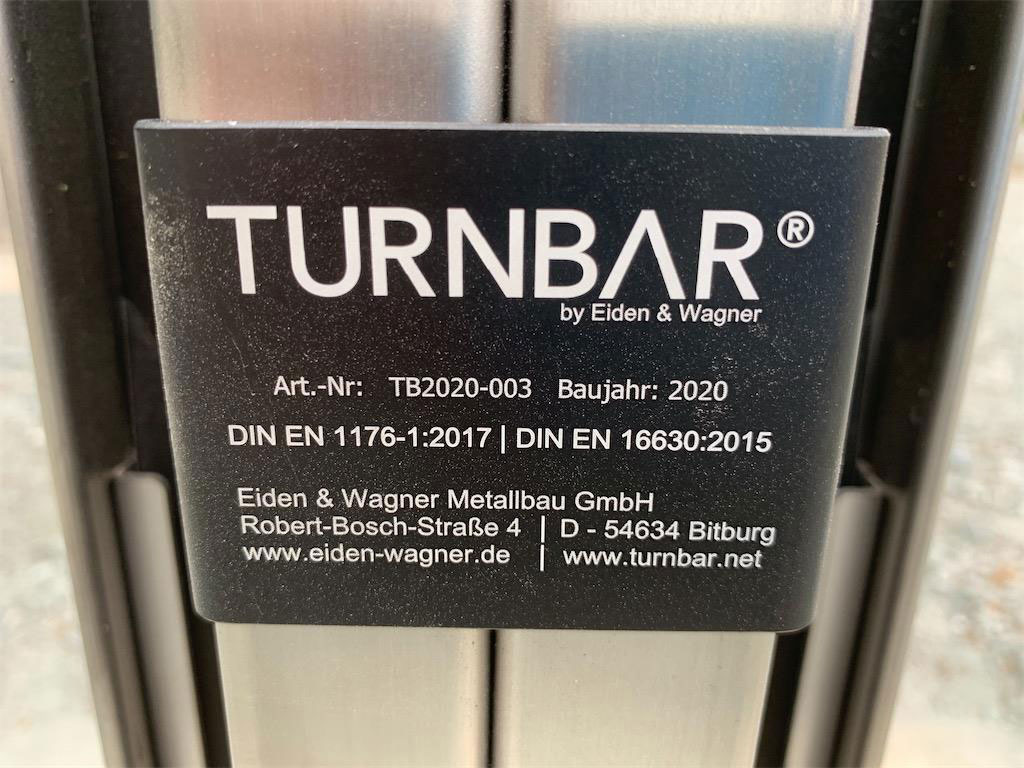 TURNBAR®
by Eiden & Wagner
Art.-Nr: TB2020-003 Baujahr: 2020
DIN EN 1176-1:2017 | DIN EN 16630:2015
Eiden & Wagner Metallbau GmbH
Robert-Bosch-Straße 4 | D - 54634 Bitburg
www.eiden-wagner.de | www.turnbar.net